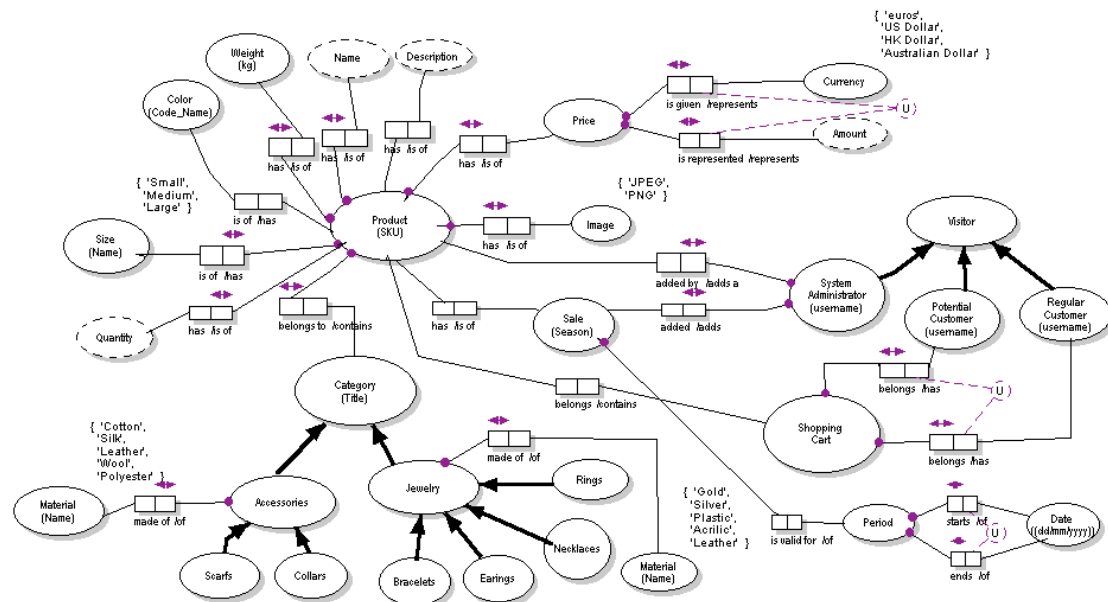 { 'euros',
'US Dollar',
'HK Dollar',
'Australian Dollar' }
Weight
(kg)
Name
Description
Color
(Code_Name)
Currency
is given /represents
U
Price
Amount
is represented /represents
has /is of
has /is of
has /is of
has /is of
{ 'Small',
'Medium',
'Large' }
is of /has
{ 'JPEG',
'PNG' }
Product
(SKU)
has /is of
Image
Visitor
Size
(Name)
is of /has
added by /adds a
System
Administrator
(username)
Potential
Customer
(username)
Regular
Customer
(username)
has /is of
Quantity
belongs to /contains
has /is of
Sale
(Season)
added /adds
belongs /has
U
Category
(Title)
belongs /contains
Shopping
Cart
belongs /has
{ 'Cotton',
'Silk',
'Leather',
'Wool',
'Polyester' }
made of /of
Material
(Name)
made of /of
Accessories
Jewelry
Rings
{ 'Gold',
'Silver',
'Plastic',
'Acrilic',
'Leather' }
is valid for /of
Period
starts /of
U
Date
((dd/mm/yyyy))
ends /of
Scarfs
Collars
Bracelets
Earings
Necklaces
Material
(Name)